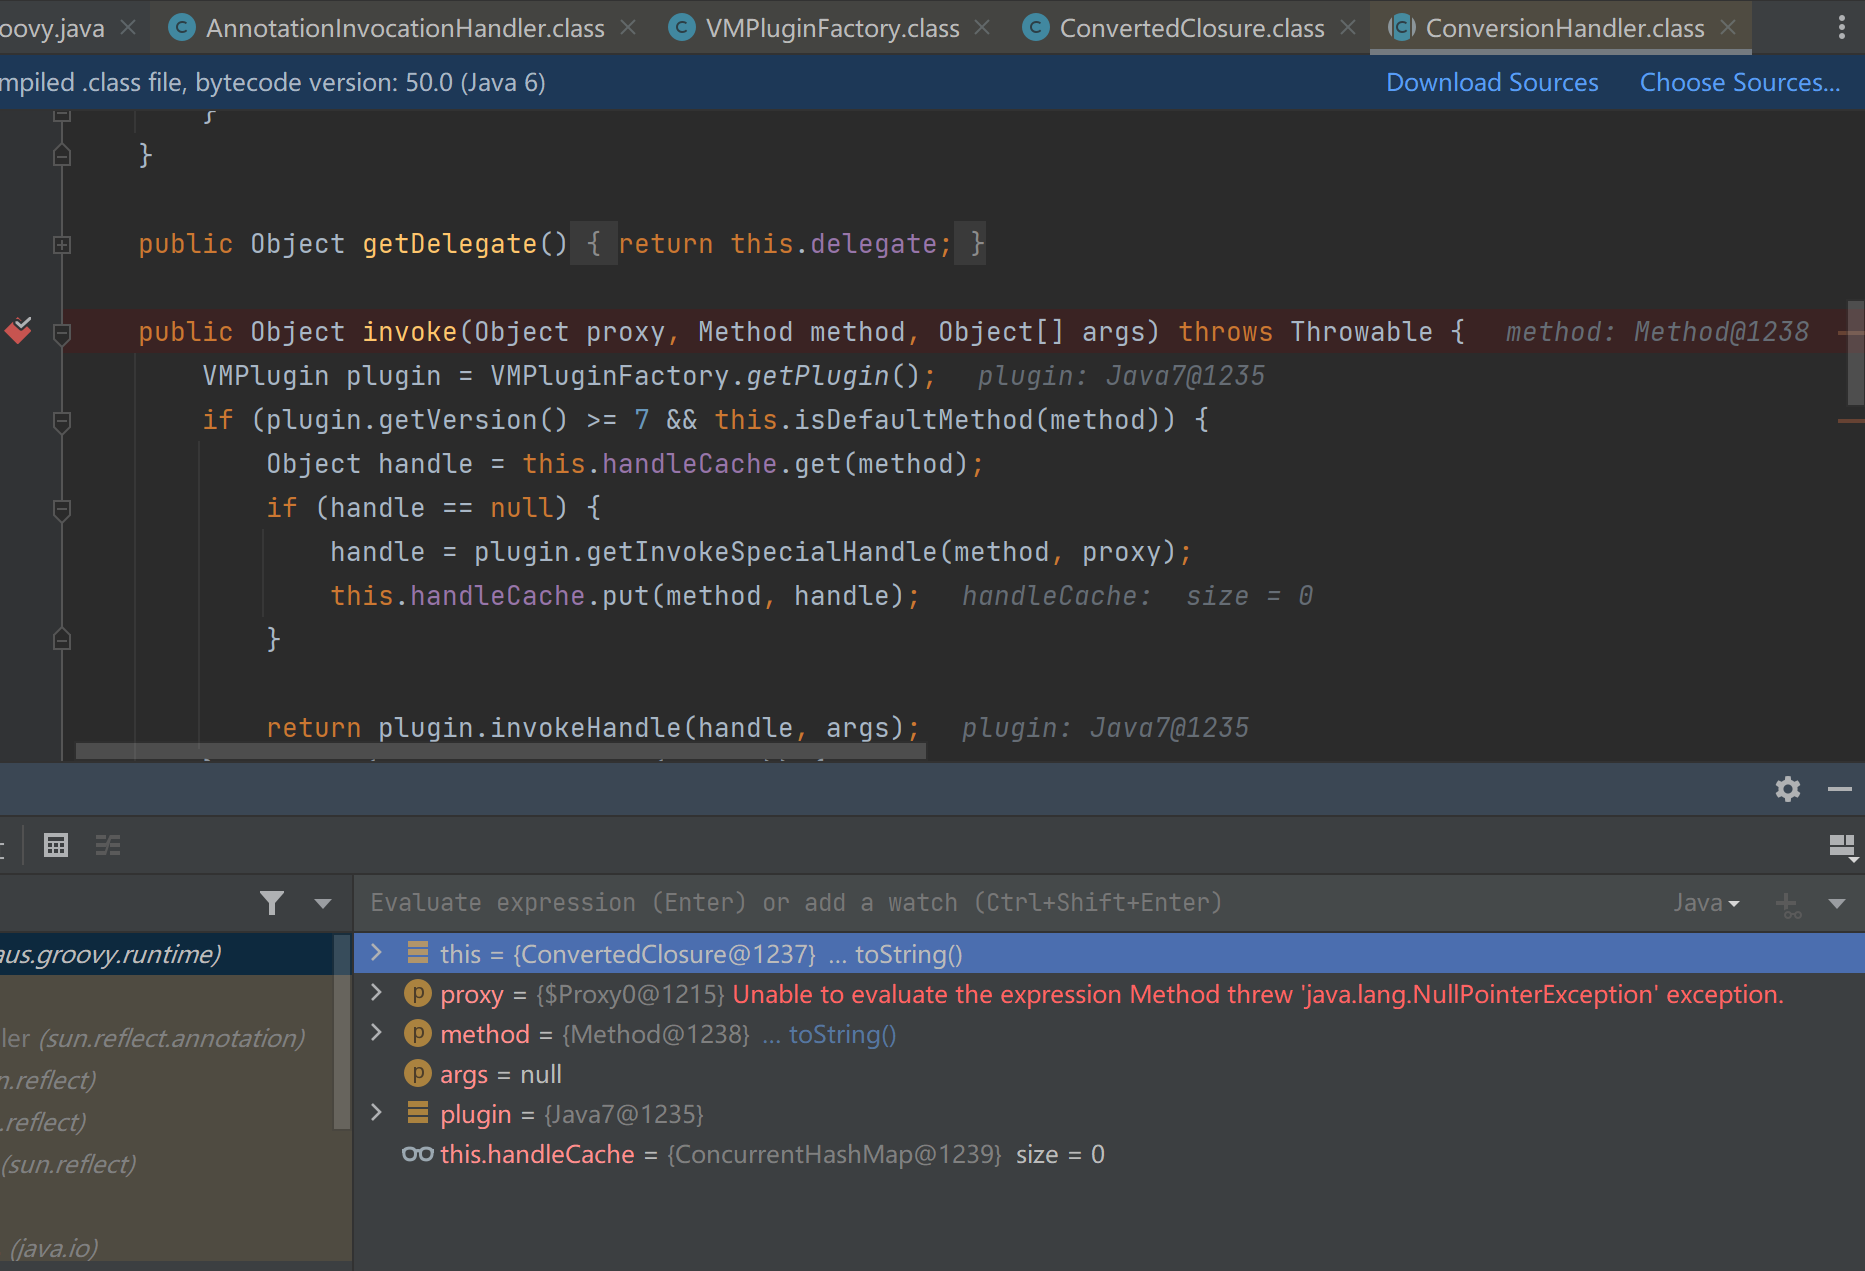 oovy.java AnnotationInvocationHandler.class VMPluginFactory.class ConvertedClosure.class ConversionHandler.class
mpiled .class file, bytecode version: 50.0 (Java 6) Download Sources Choose Sources...
}
}
public Object getDelegate() { return this.delegate; }
public Object invoke(Object proxy, Method method, Object[] args) throws Throwable { method: Method@1238
VMPlugin plugin = VMPluginFactory.getPlugin(); plugin: Java7@1235
if (plugin.getVersion() >= 7 && this.isDefaultMethod(method)) {
Object handle = this.handleCache.get(method);
if (handle == null) {
handle = plugin.getInvokeSpecialHandle(method, proxy);
this.handleCache.put(method, handle); handleCache: size = 0
}
return plugin.invokeHandle(handle, args); plugin: Java7@1235
Evaluate expression (Enter) or add a watch (Ctrl+Shift+Enter) Java
aus.groovy.runtime)
ler (sun.reflect.annotation)
n.reflect)
.reflect)
(sun.reflect)
(java.io)
this = {ConvertedClosure@1237} ... toString()
proxy = {$Proxy0@1215} Unable to evaluate the expression Method threw 'java.lang.NullPointerException' exception.
method = {Method@1238} ... toString()
args = null
plugin = {Java7@1235}
this.handleCache = {ConcurrentHashMap@1239} size = 0